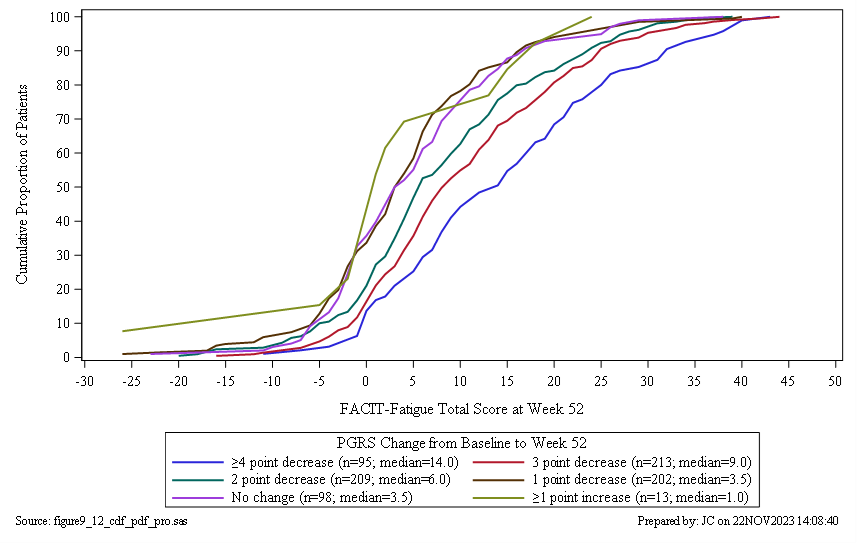 Cumulative Proportion of Patients
100
90
80
70
60
50
40
30
20
10
0
-30 -25 -20 -15 -10 -5 0 5 10 15 20 25 30 35 40 45 50
FACIT-Fatigue Total Score at Week 52
PGRS Change from Baseline to Week 52
≥4 point decrease (n=95; median=14.0) 3 point decrease (n=213; median=9.0)
2 point decrease (n=209; median=6.0) 1 point decrease (n=202; median=3.5)
No change (n=98; median=3.5) ≥1 point increase (n=13; median=1.0)
Source: figure9_12_cdf_pdf_pro.sas Prepared by: JC on 22NOV2023 14:08:40